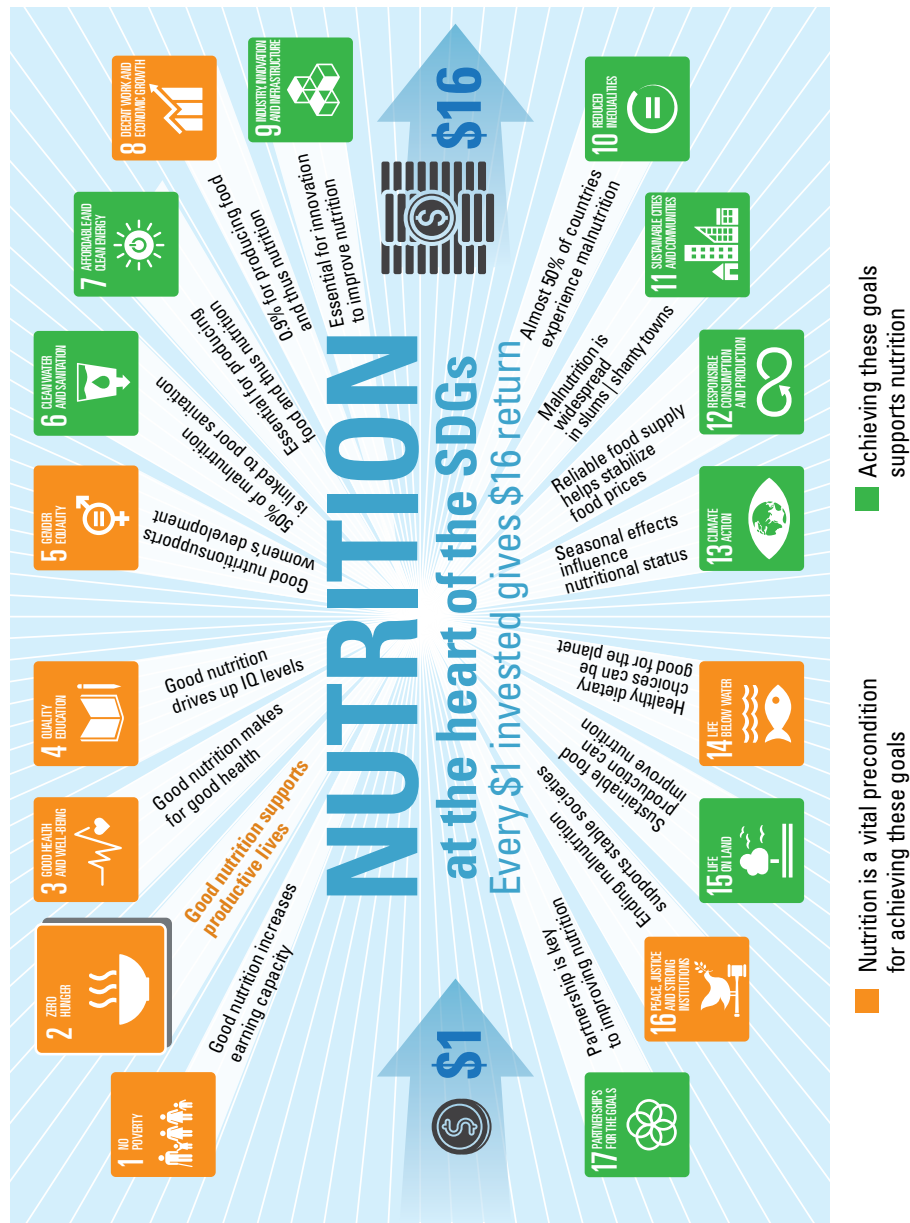 1 NO
POVERTY
Good nutrition increases
earning capacity
2 ZERO
HUNGER
Good nutrition supports
productive lives
3 GOOD HEALTH
AND WELL-BEING
Good nutrition makes
for good health
4 QUALITY
EDUCATION
Good nutrition
drives up IQ levels
5 GENDER
EQUALITY
Good nutritionsupports
women's development
6 CLEAN WATER
AND SANITATION
50% of malnutrition
is linked to poor sanitation
7 AFFORDABLE AND
CLEAN ENERGY
Essential for producing
food and thus nutrition
8 DECENT WORK AND
ECONOMIC GROWTH
0.9% for producing food
and thus nutrition
9 INDUSTRY, INNOVATION
AND INFRASTRUCTURE
Essential for innovation
to improve nutrition
$1
NUTRITION
at the heart of the SDGs
Every $1 invested gives $16 return
$16
17 PARTNERSHIPS
FOR THE GOALS
Partnership is key
to improving nutrition
16 PEACE, JUSTICE
AND STRONG
INSTITUTIONS
Ending malnutrition
supports stable societies
15 LIFE
ON LAND
Sustainable food
production can
improve nutrition
14 LIFE
BELOW WATER
Healthy dietary
choices can be
good for the planet
13 CLIMATE
ACTION
Seasonal effects
influence
nutritional status
12 RESPONSIBLE
CONSUMPTION
AND PRODUCTION
Reliable food supply
helps stabilize
food prices
11 SUSTAINABLE CITIES
AND COMMUNITIES
Malnutrition is
widespread
in slums | shanty towns
10 REDUCED
INEQUALITIES
Almost 50% of countries
experience malnutrition
Nutrition is a vital precondition
for achieving these goals
Achieving these goals
supports nutrition